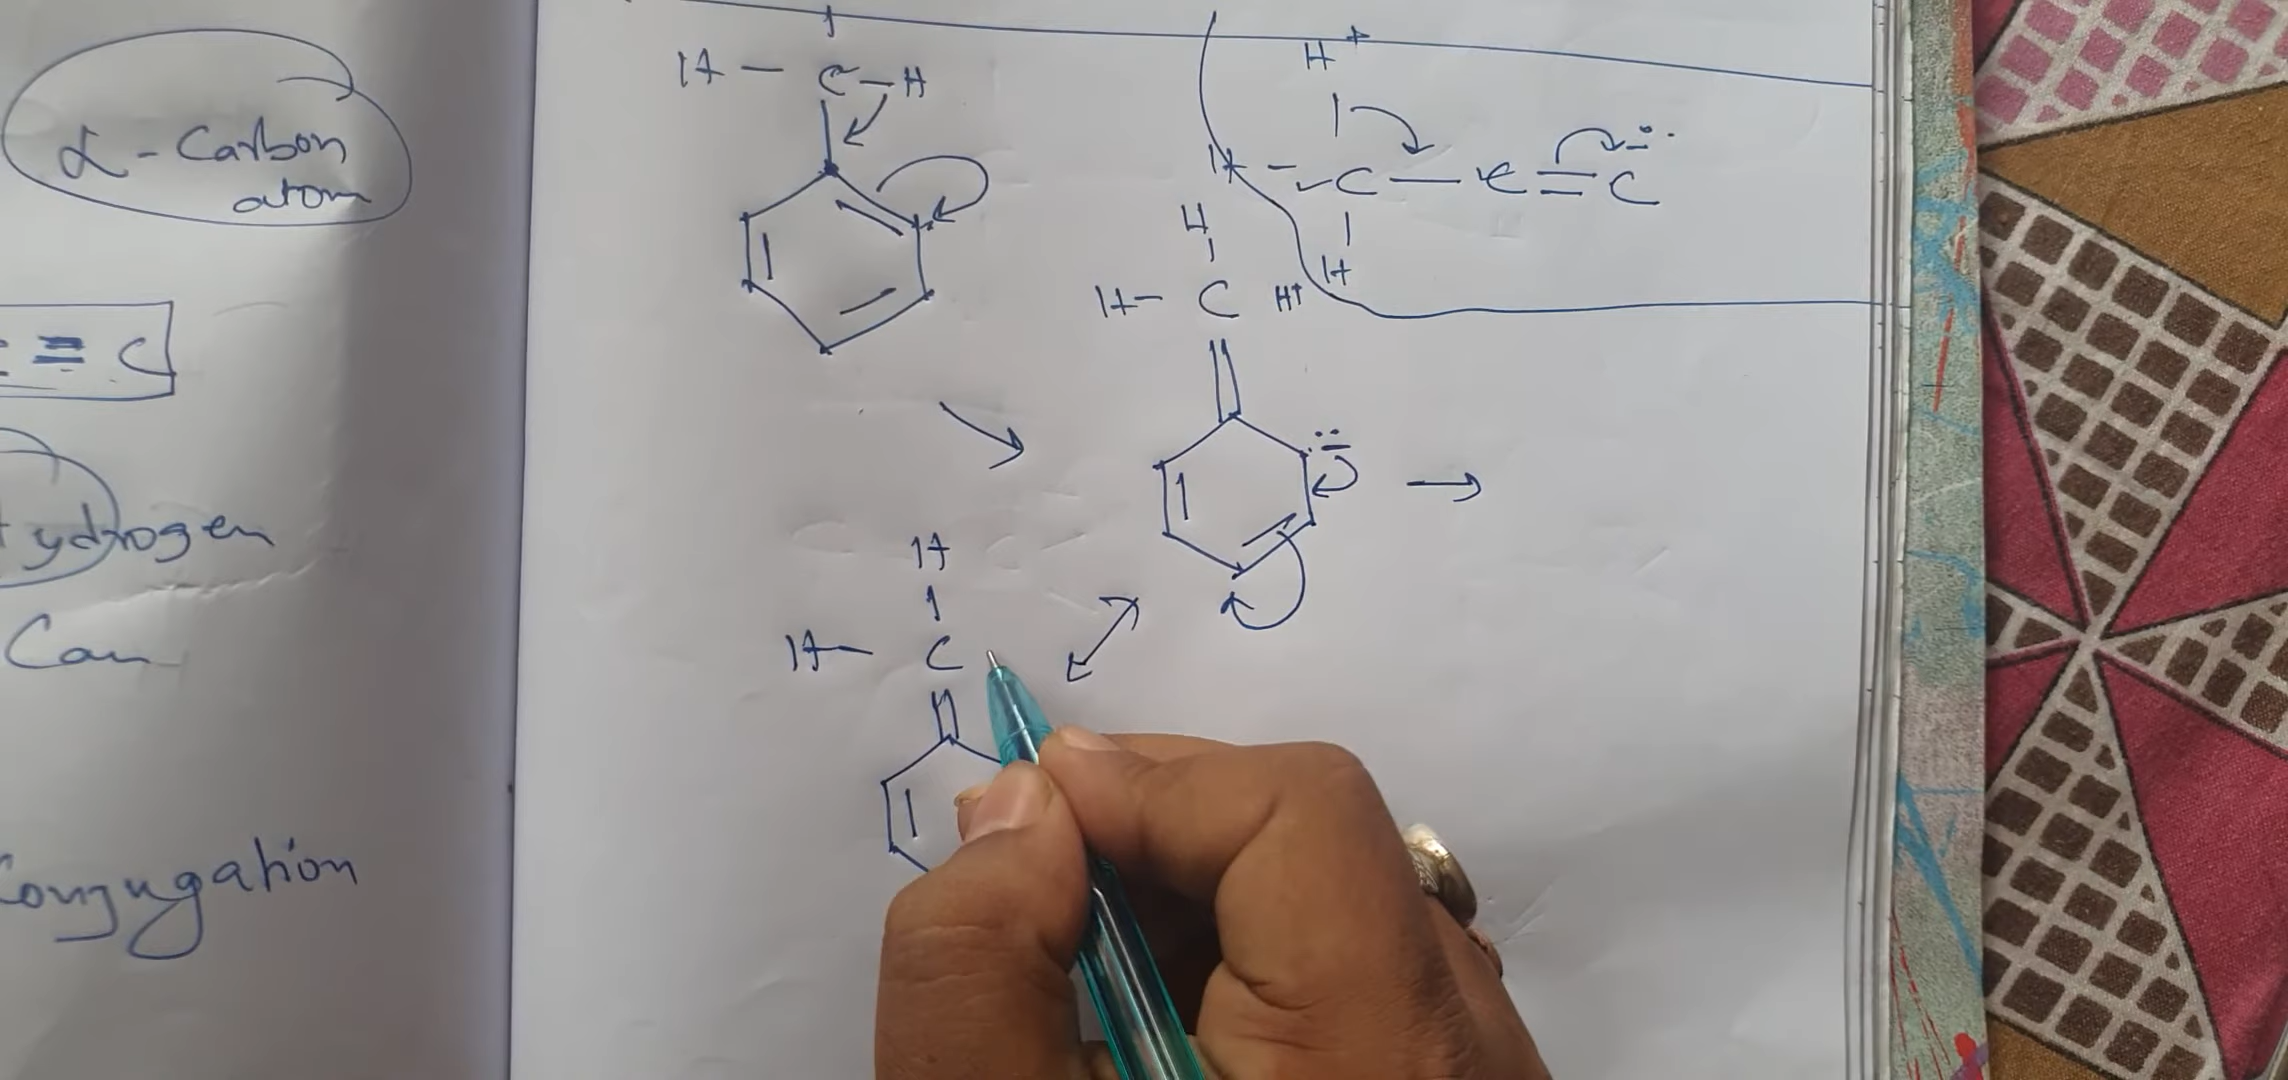 α - Carbon
atom
= C
ydrogen
Can
Conjugation
H - C - H
H +
H - C - C = C
H
H
H - C H+
H
H - C